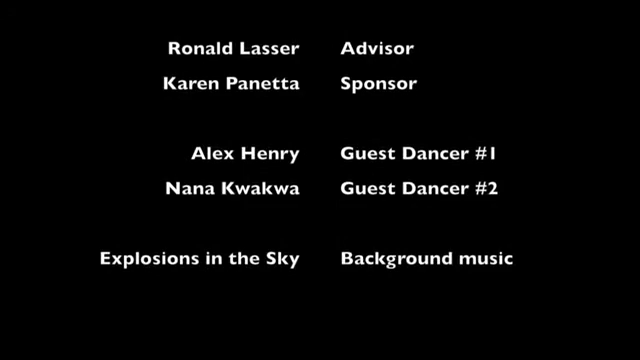 Ronald Lasser Advisor
Karen Panetta Sponsor
Alex Henry Guest Dancer #1
Nana Kwakwa Guest Dancer #2
Explosions in the Sky Background music